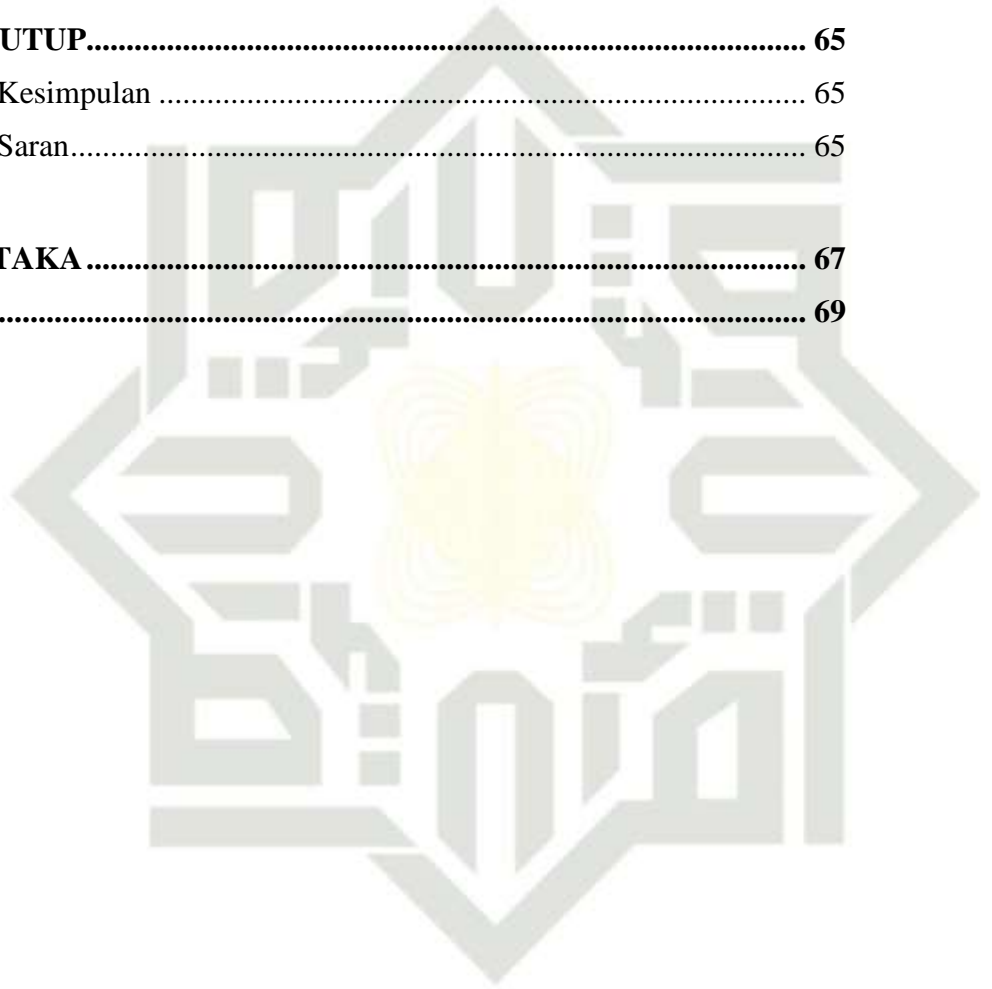 UTUP.......................................................................................... 65
Kesimpulan ................................................................................. 65
Saran............................................................................................ 65
TAKA .......................................................................................... 67
.................................................................................................... 69